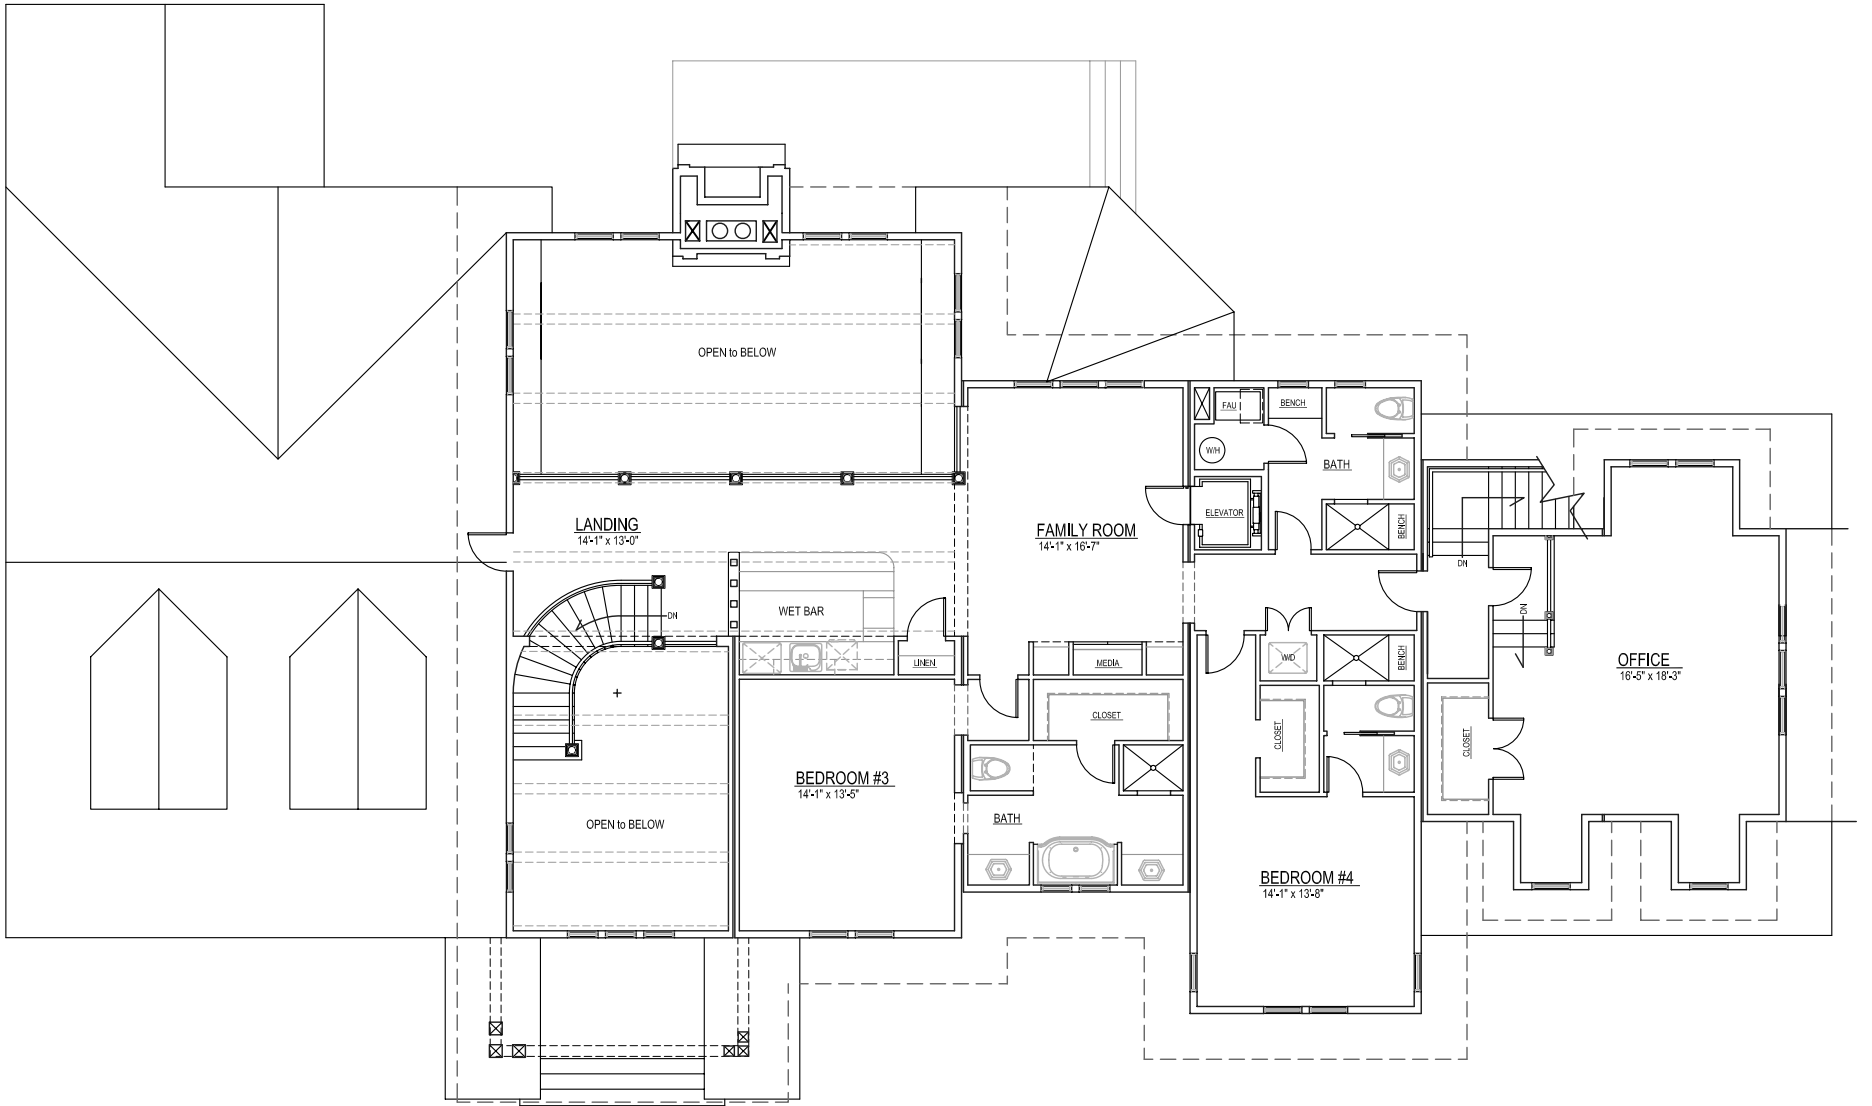 OPEN to BELOW
FAU
BENCH
W/H
BATH
ELEVATOR
BENCH
LANDING
14'-1" x 13'-0"
FAMILY ROOM
14'-1" x 16'-7"
DN
WET BAR
DN
DN
LINEN
MEDIA
W/D
BENCH
OFFICE
16'-5" x 18'-3"
CLOSET
CLOSET
CLOSET
BEDROOM #3
14'-1" x 13'-5"
OPEN to BELOW
BATH
BEDROOM #4
14'-1" x 13'-8"